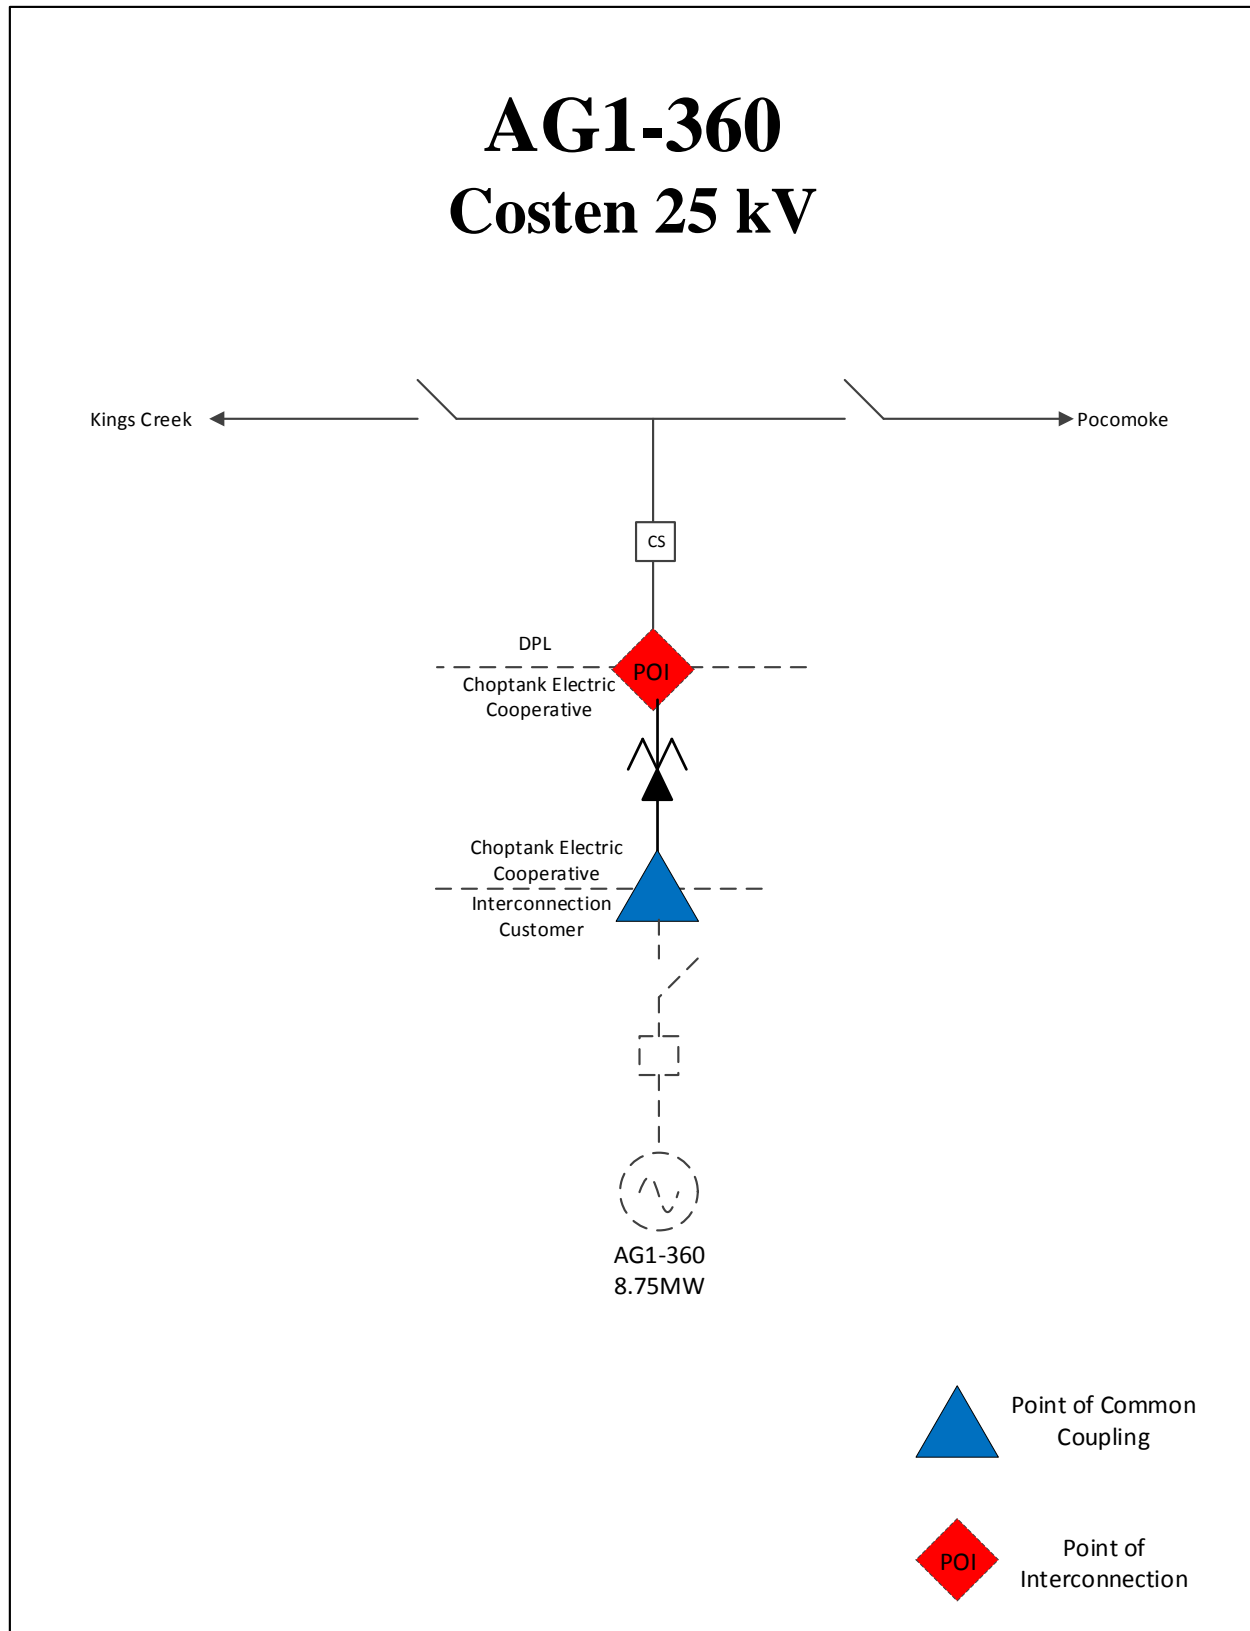 AG1-360
Costen 25 kV
Kings Creek
Pocomoke
CS
DPL
POI
Choptank Electric
Cooperative
Choptank Electric
Cooperative
Interconnection
Customer
AG1-360
8.75MW
Point of Common
Coupling
POI
Point of
Interconnection